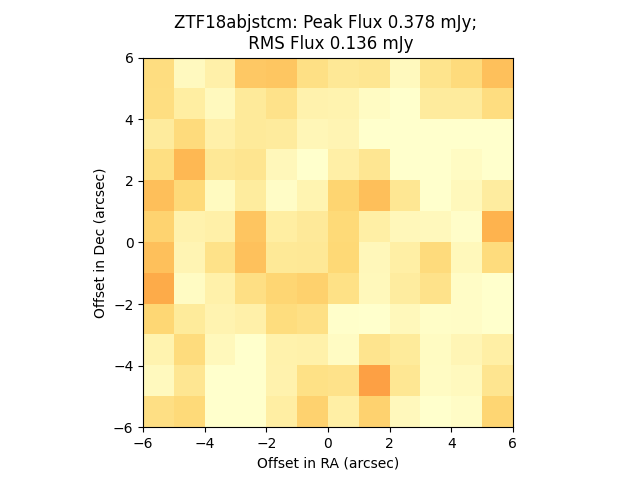 ZTF18abjstcm: Peak Flux 0.378 mJy;
RMS Flux 0.136 mJy
6
4
2
0
−2
−4
−6
Offset in Dec (arcsec)
−6 −4 −2 0 2 4 6
Offset in RA (arcsec)